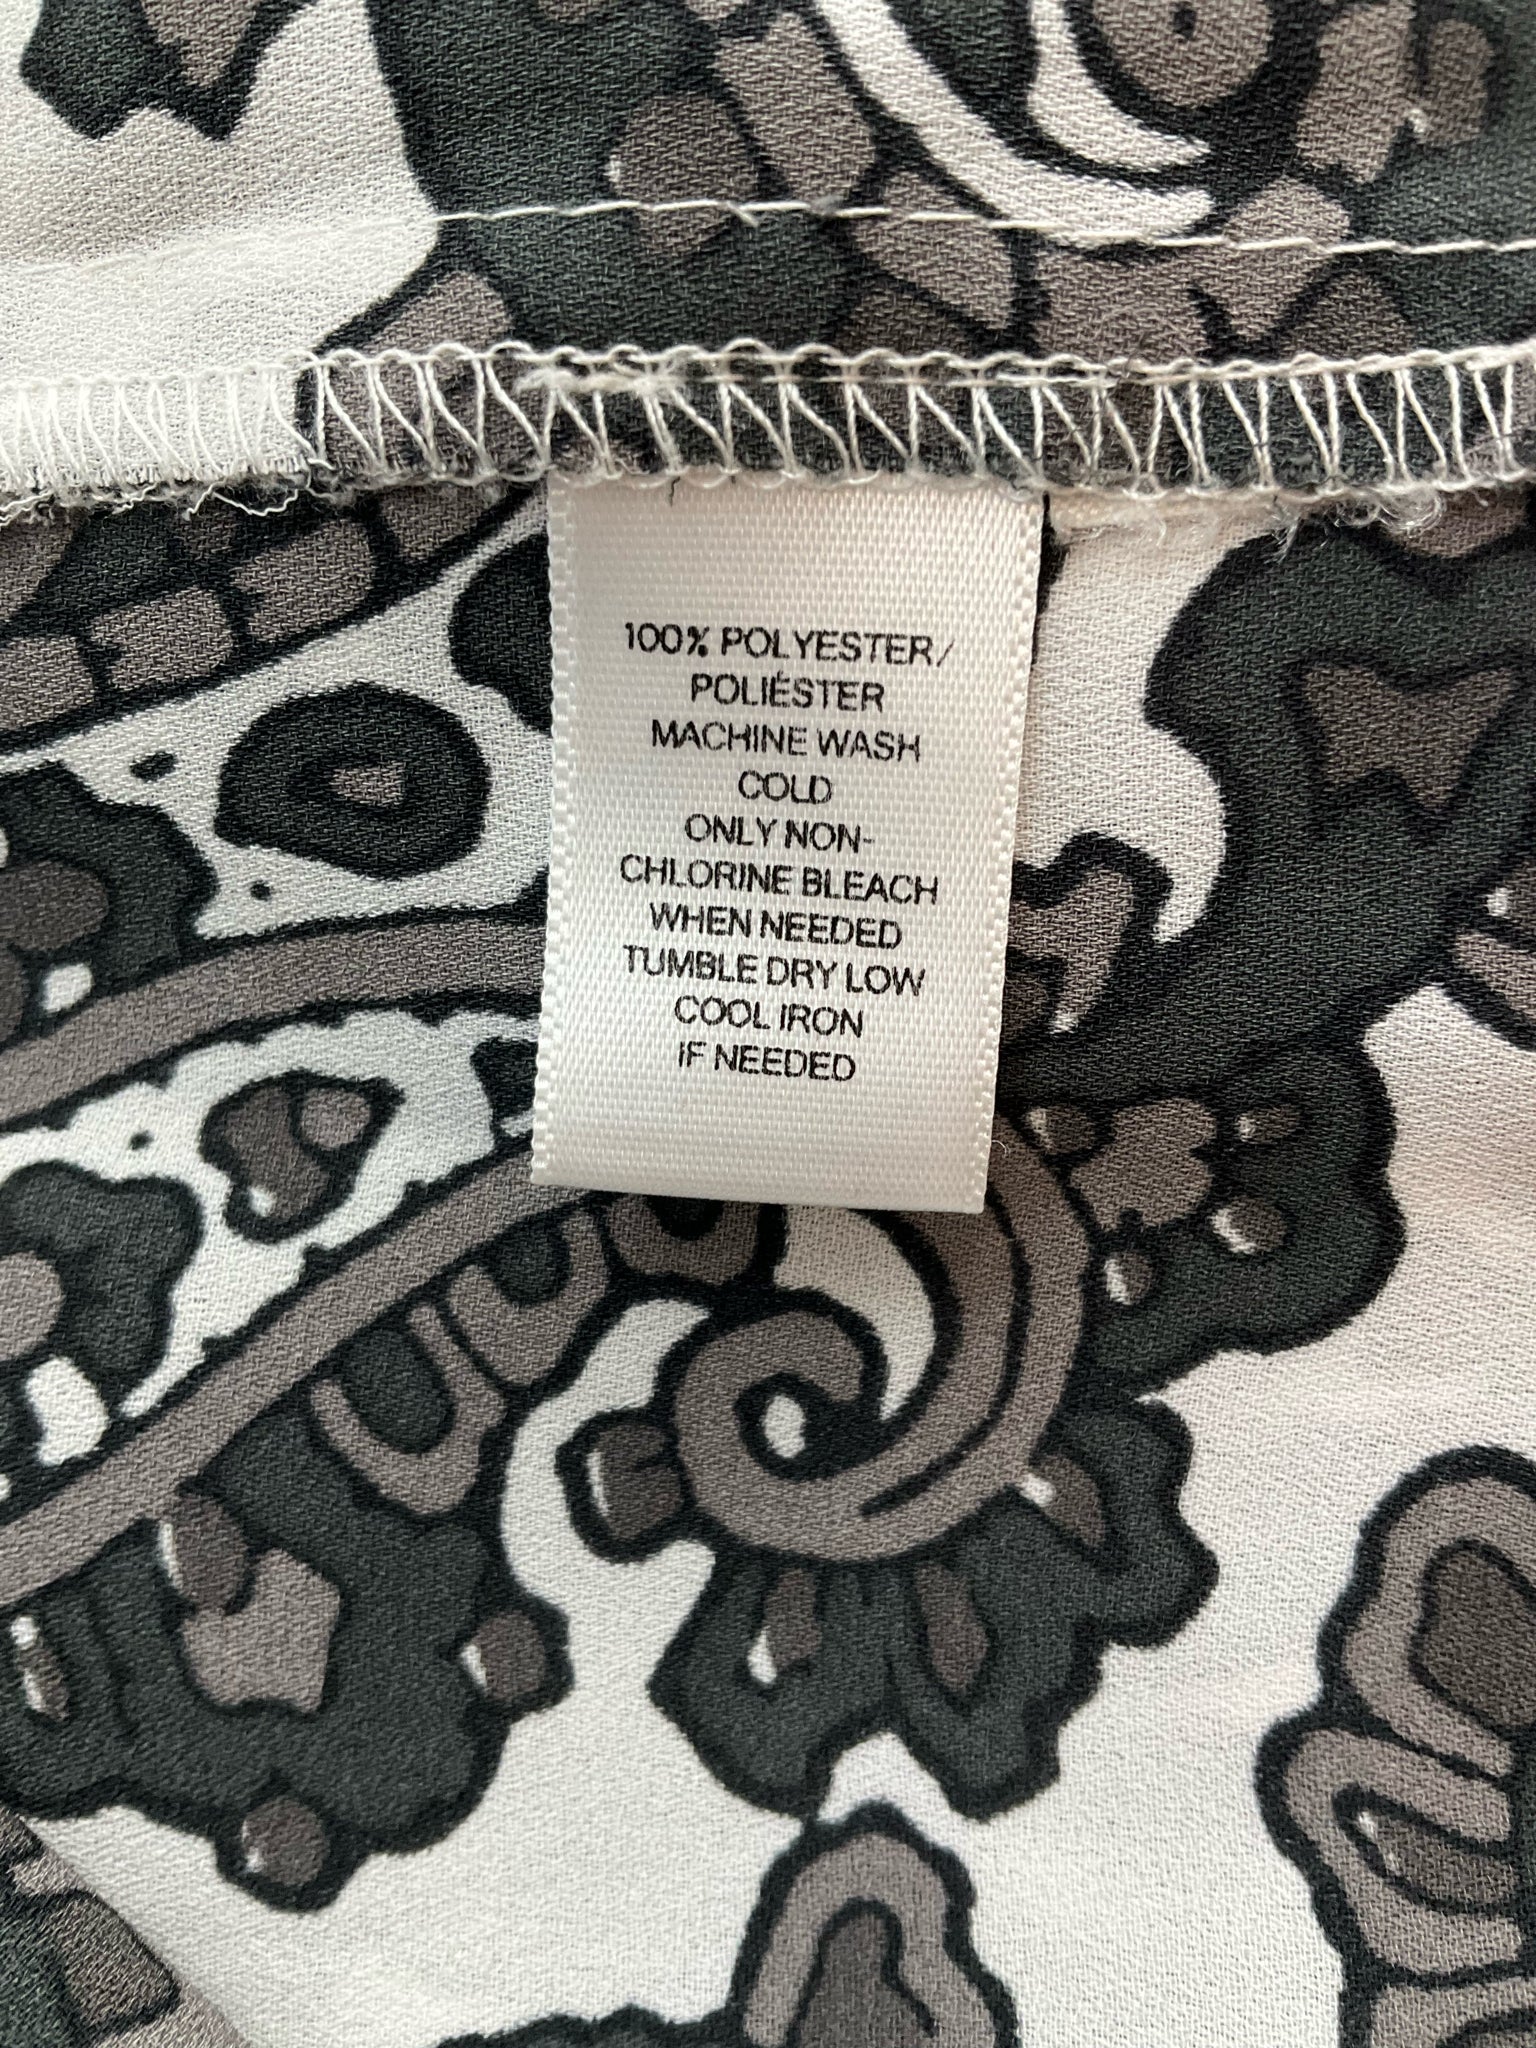 100% POLYESTER/
POLIÉSTER
MACHINE WASH
COLD
ONLY NON-
CHLORINE BLEACH
WHEN NEEDED
TUMBLE DRY LOW
COOL IRON
IF NEEDED